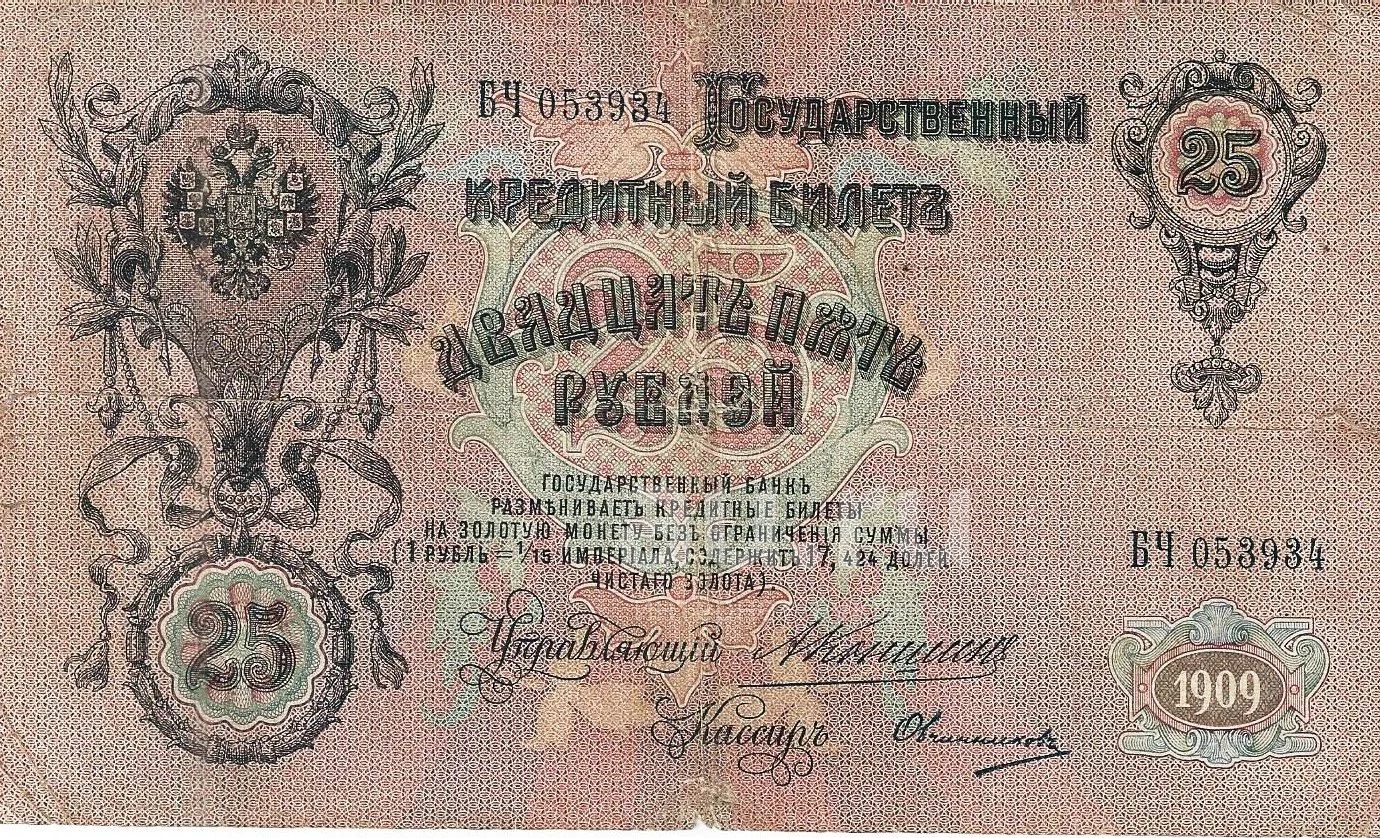 БЧ 053934
Государственный
25
кредитный билетъ
двадцать пять
рублей
Государственный банкъ
размѣниваетъ кредитные билеты
на золотую монету безъ ограниченія суммы
(1 рубль = 1/15 имперіала, содержитъ 17, 424 долей
чистаго золота).
БЧ 053934
25
Управляющій
1909
Кассиръ